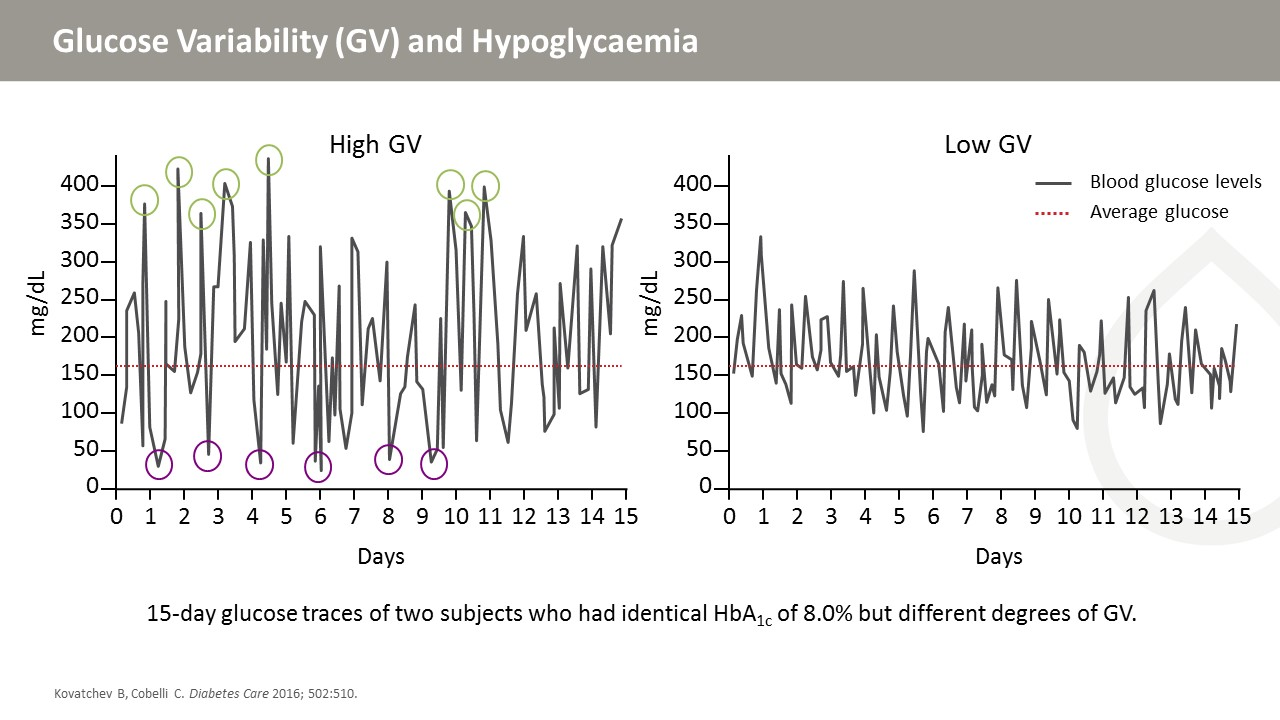 Glucose Variability (GV) and Hypoglycaemia
High GV
400
350
300
250
200
150
100
50
0
mg/dL
0 1 2 3 4 5 6 7 8 9 10 11 12 13 14 15
Days
Low GV
Blood glucose levels
Average glucose
400
350
300
250
200
150
100
50
0
mg/dL
0 1 2 3 4 5 6 7 8 9 10 11 12 13 14 15
Days
15-day glucose traces of two subjects who had identical HbA1c of 8.0% but different degrees of GV.
Kovatchev B, Cobelli C. Diabetes Care 2016; 502:510.